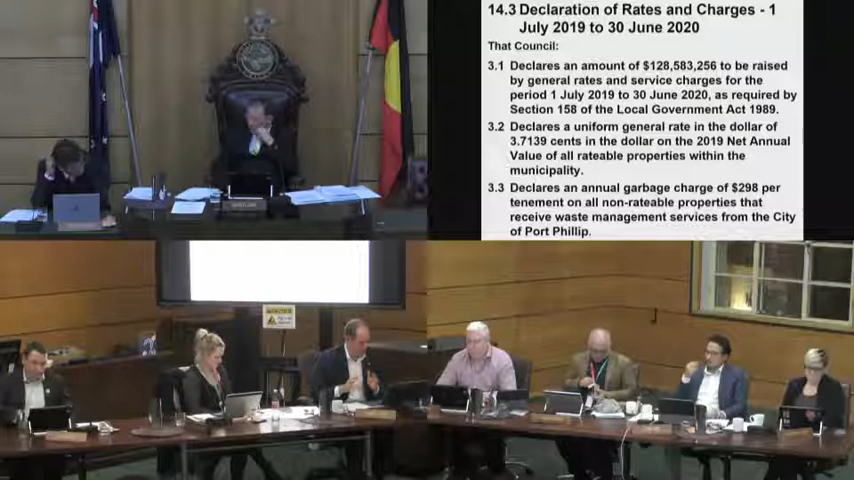 14.3 Declaration of Rates and Charges - 1
July 2019 to 30 June 2020
That Council:
3.1 Declares an amount of $128,583,256 to be raised
by general rates and service charges for the
period 1 July 2019 to 30 June 2020, as required by
Section 158 of the Local Government Act 1989.
3.2 Declares a uniform general rate in the dollar of
3.7139 cents in the dollar on the 2019 Net Annual
Value of all rateable properties within the
municipality.
3.3 Declares an annual garbage charge of $298 per
tenement on all non-rateable properties that
receive waste management services from the City
of Port Phillip.